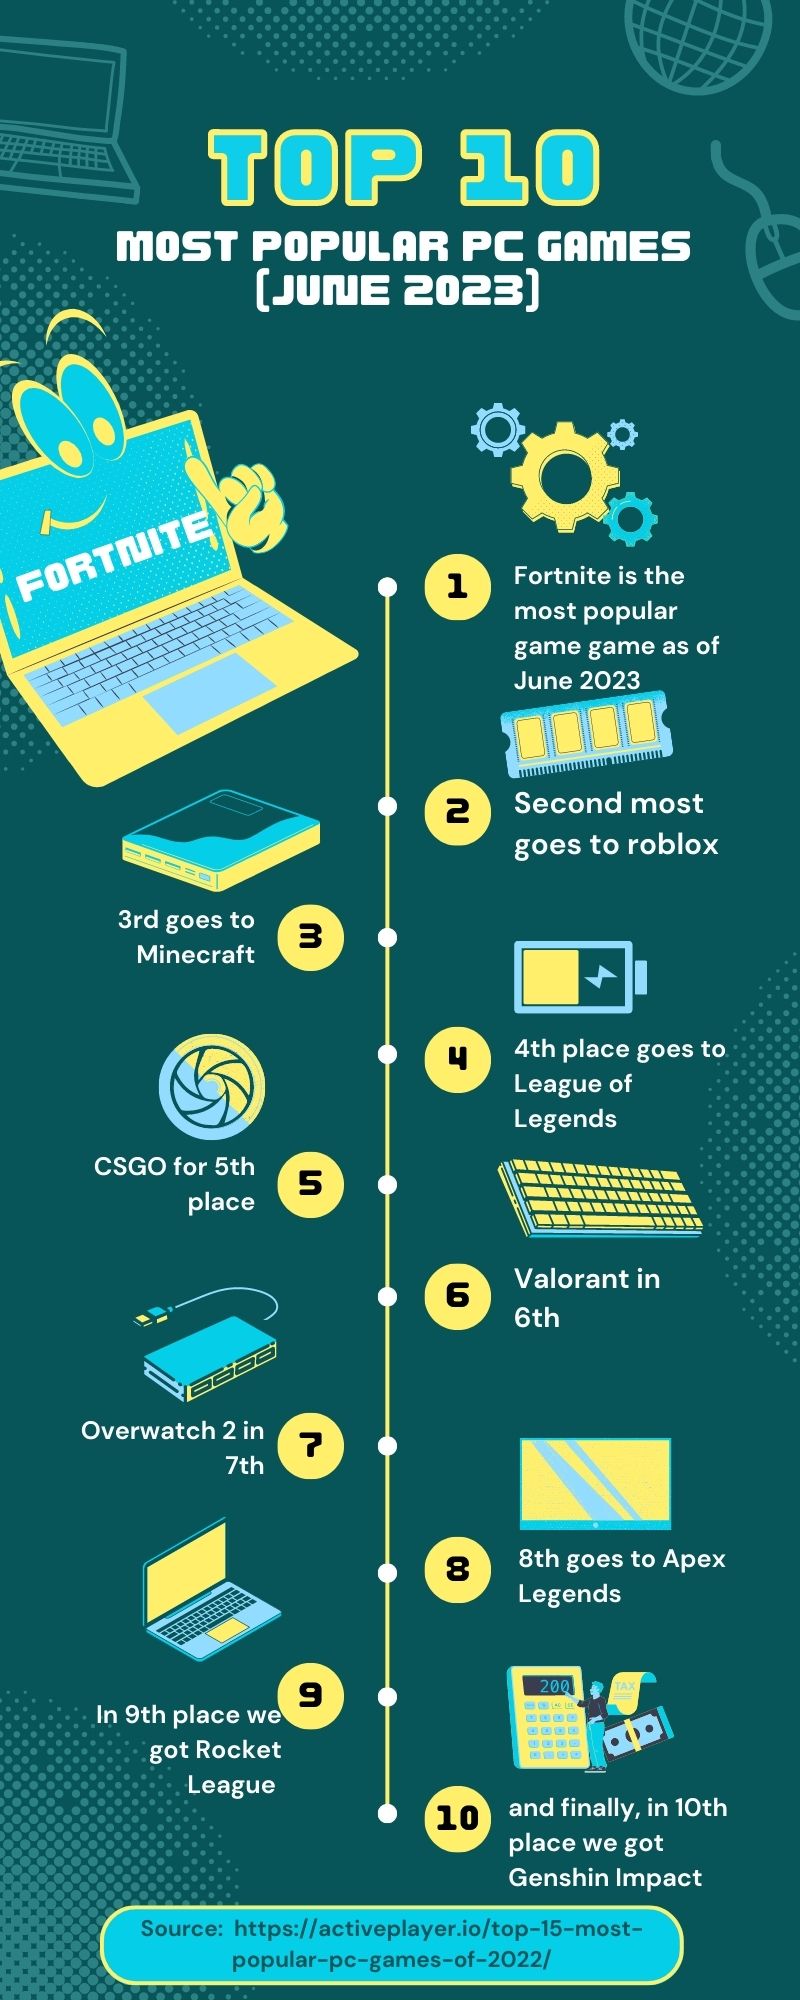 TOP 10
MOST POPULAR PC GAMES
(JUNE 2023)
FORTNITE
1
Fortnite is the
most popular
game game as of
June 2023
2
Second most
goes to roblox
3rd goes to
Minecraft
3
4
4th place goes to
League of
Legends
CSGO for 5th
place
5
6
Valorant in
6th
Overwatch 2 in
7th
7
8
8th goes to Apex
Legends
9
In 9th place we
got Rocket
League
200
TAX
10
and finally, in 10th
place we got
Genshin Impact
Source: https://activeplayer.io/top-15-most-
popular-pc-games-of-2022/